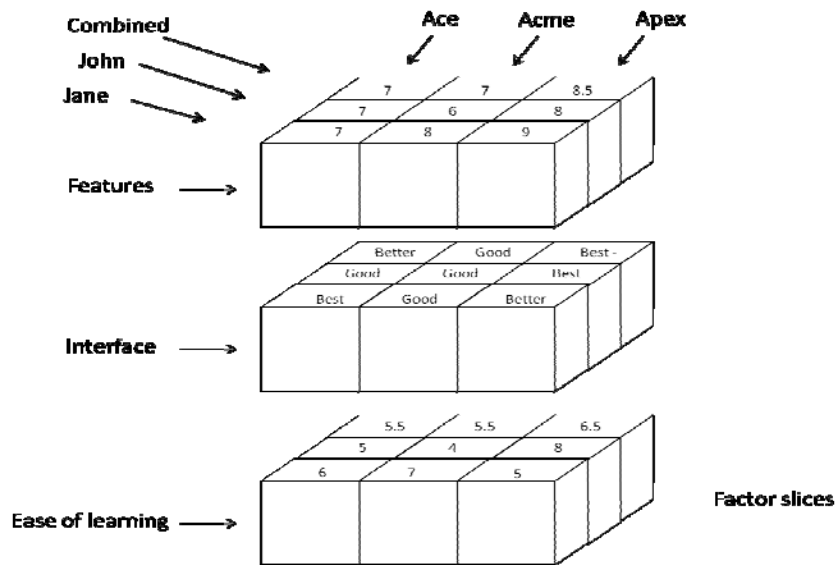 Combined
Ace
Acme
Apex
John
Jane
7 7 8.5
7 6 8
7 8 9
Features
Better Good Best -
Good Good Best
Best Good Better
Interface
5.5 5.5 6.5
5 4 8
6 7 5
Factor slices
Ease of learning